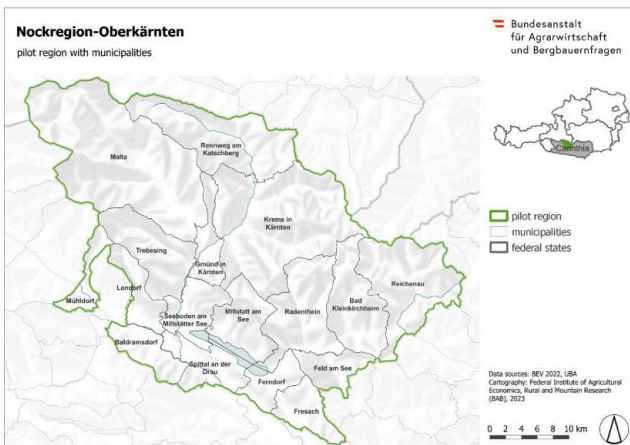 Nockregion-Oberkärnten
pilot region with municipalities
Bundesanstalt
für Agrarwirtschaft
und Bergbauernfragen
Carinthia
pilot region
municipalities
federal states
Rennweg am
Katschberg
Malta
Krems in
Kärnten
Trebesing
Gmünd in
Kärnten
Reichenau
Lendorf
Mühldorf
Bad
Kleinkirchheim
Seeboden am
Millstätter See
Millstatt am
See
Radenthein
Baldramsdorf
Spittal an der
Drau
Feld am See
Ferndorf
Fresach
Data sources: BEV 2022, UBA
Cartography: Federal Institute of Agricultural
Economics, Rural and Mountain Research
(BAB), 2023
0 2 4 6 8 10 km